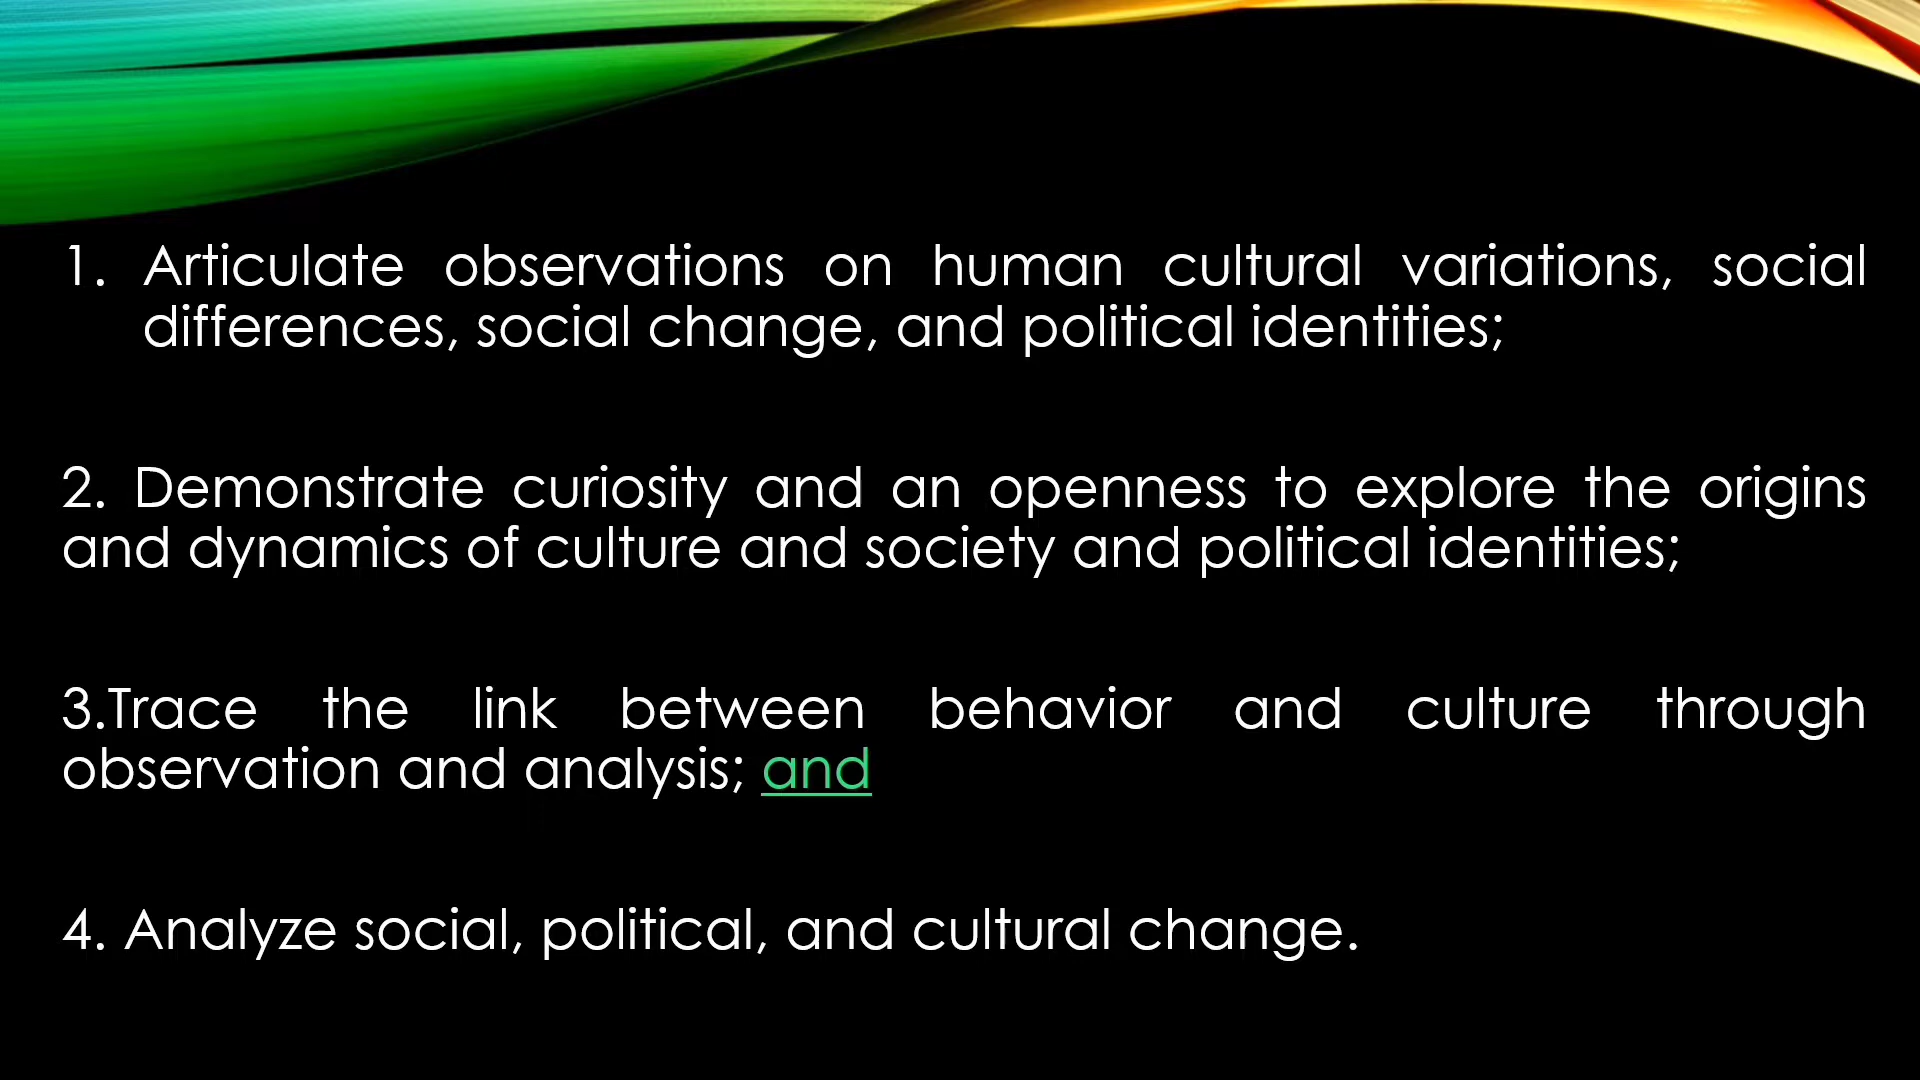 1. Articulate observations on human cultural variations, social
differences, social change, and political identities;
2. Demonstrate curiosity and an openness to explore the origins
and dynamics of culture and society and political identities;
3.Trace the link between behavior and culture through
observation and analysis; and
4. Analyze social, political, and cultural change.